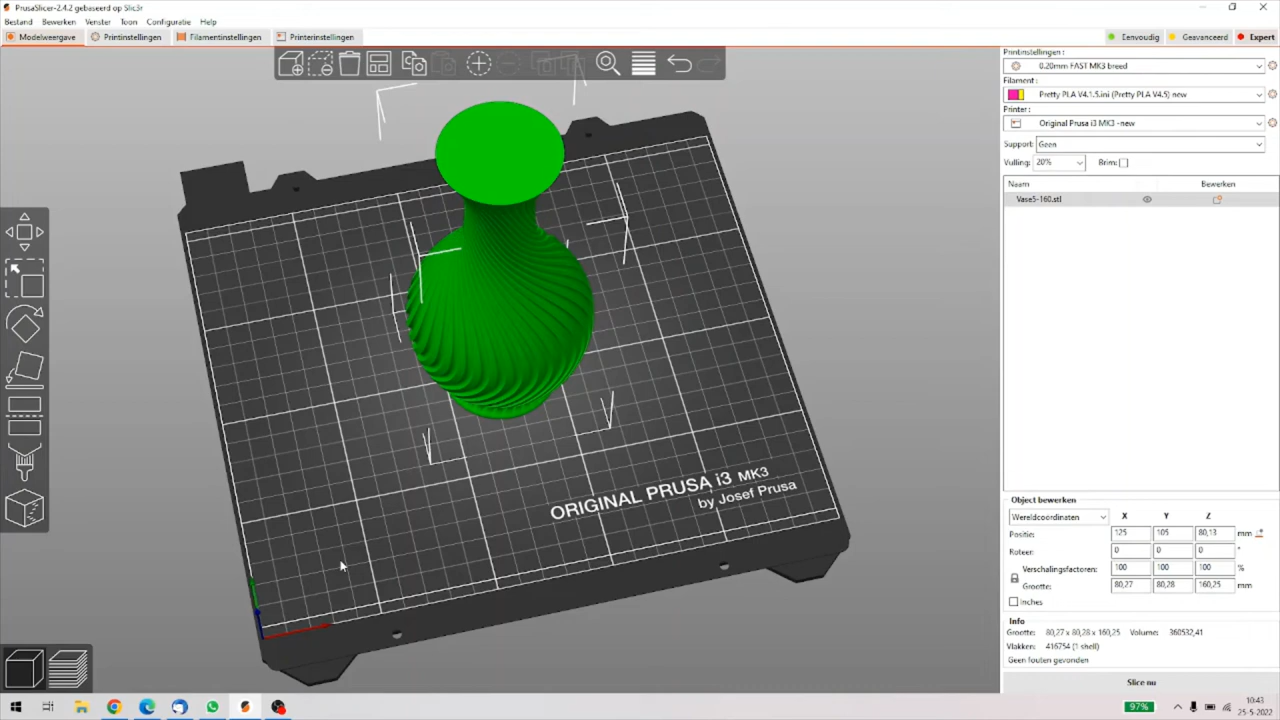 PrusaSlicer-2.4.2 gebaseerd op Slic3r
Bestand Bewerken Venster Toon Configuratie Help
Modelweergave Printinstellingen Filamentinstellingen Printerinstellingen Eenvoudig Geavanceerd Expert
Printinstellingen :
0.20mm FAST MK3 breed
Filament :
Pretty PLA V4.1.5.ini (Pretty PLA V4.5) new
Printer :
Original Prusa i3 MK3 -new
Support: Geen
Vulling: 20% Brim:
Naam Bewerken
Vase5-160.stl
ORIGINAL PRUSA i3 MK3
by Josef Prusa
Object bewerken
Wereldcoordinaten X Y Z
Positie: 125 105 80,13 mm
Roteer: 0 0 0 °
Verschalingsfactoren: 100 100 100 %
Grootte: 80,27 80,28 160,25 mm
Inches
Info
Grootte: 80,27 x 80,28 x 160,25 Volume: 360532,41
Vlakken: 416754 (1 shell)
Geen fouten gevonden
Slice nu
97% 10:43
25-5-2022